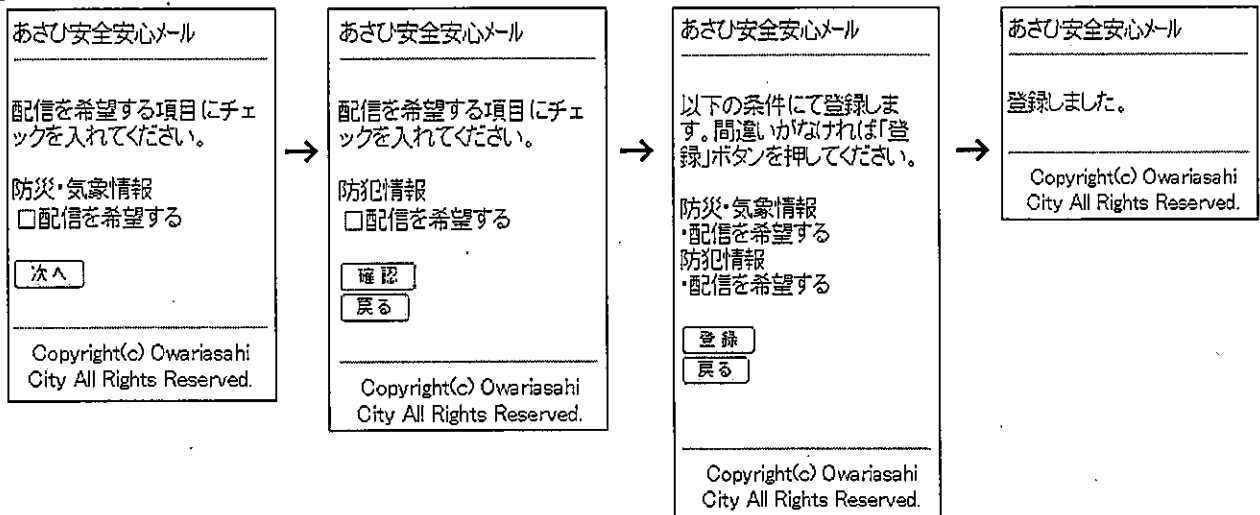 あさひ安全安心メール
配信を希望する項目にチェ
ックを入れてください。
防災・気象情報
□配信を希望する
次へ
Copyright(c) Owariasahi
City All Rights Reserved.
→
あさひ安全安心メール
配信を希望する項目にチェ
ックを入れてください。
防犯情報
□配信を希望する
確認
戻る
Copyright(c) Owariasahi
City All Rights Reserved.
→
あさひ安全安心メール
以下の条件にて登録しま
す。間違いがなければ「登
録」ボタンを押してください。
防災・気象情報
・配信を希望する
防犯情報
・配信を希望する
登録
戻る
Copyright(c) Owariasahi
City All Rights Reserved.
→
あさひ安全安心メール
登録しました。
Copyright(c) Owariasahi
City All Rights Reserved.